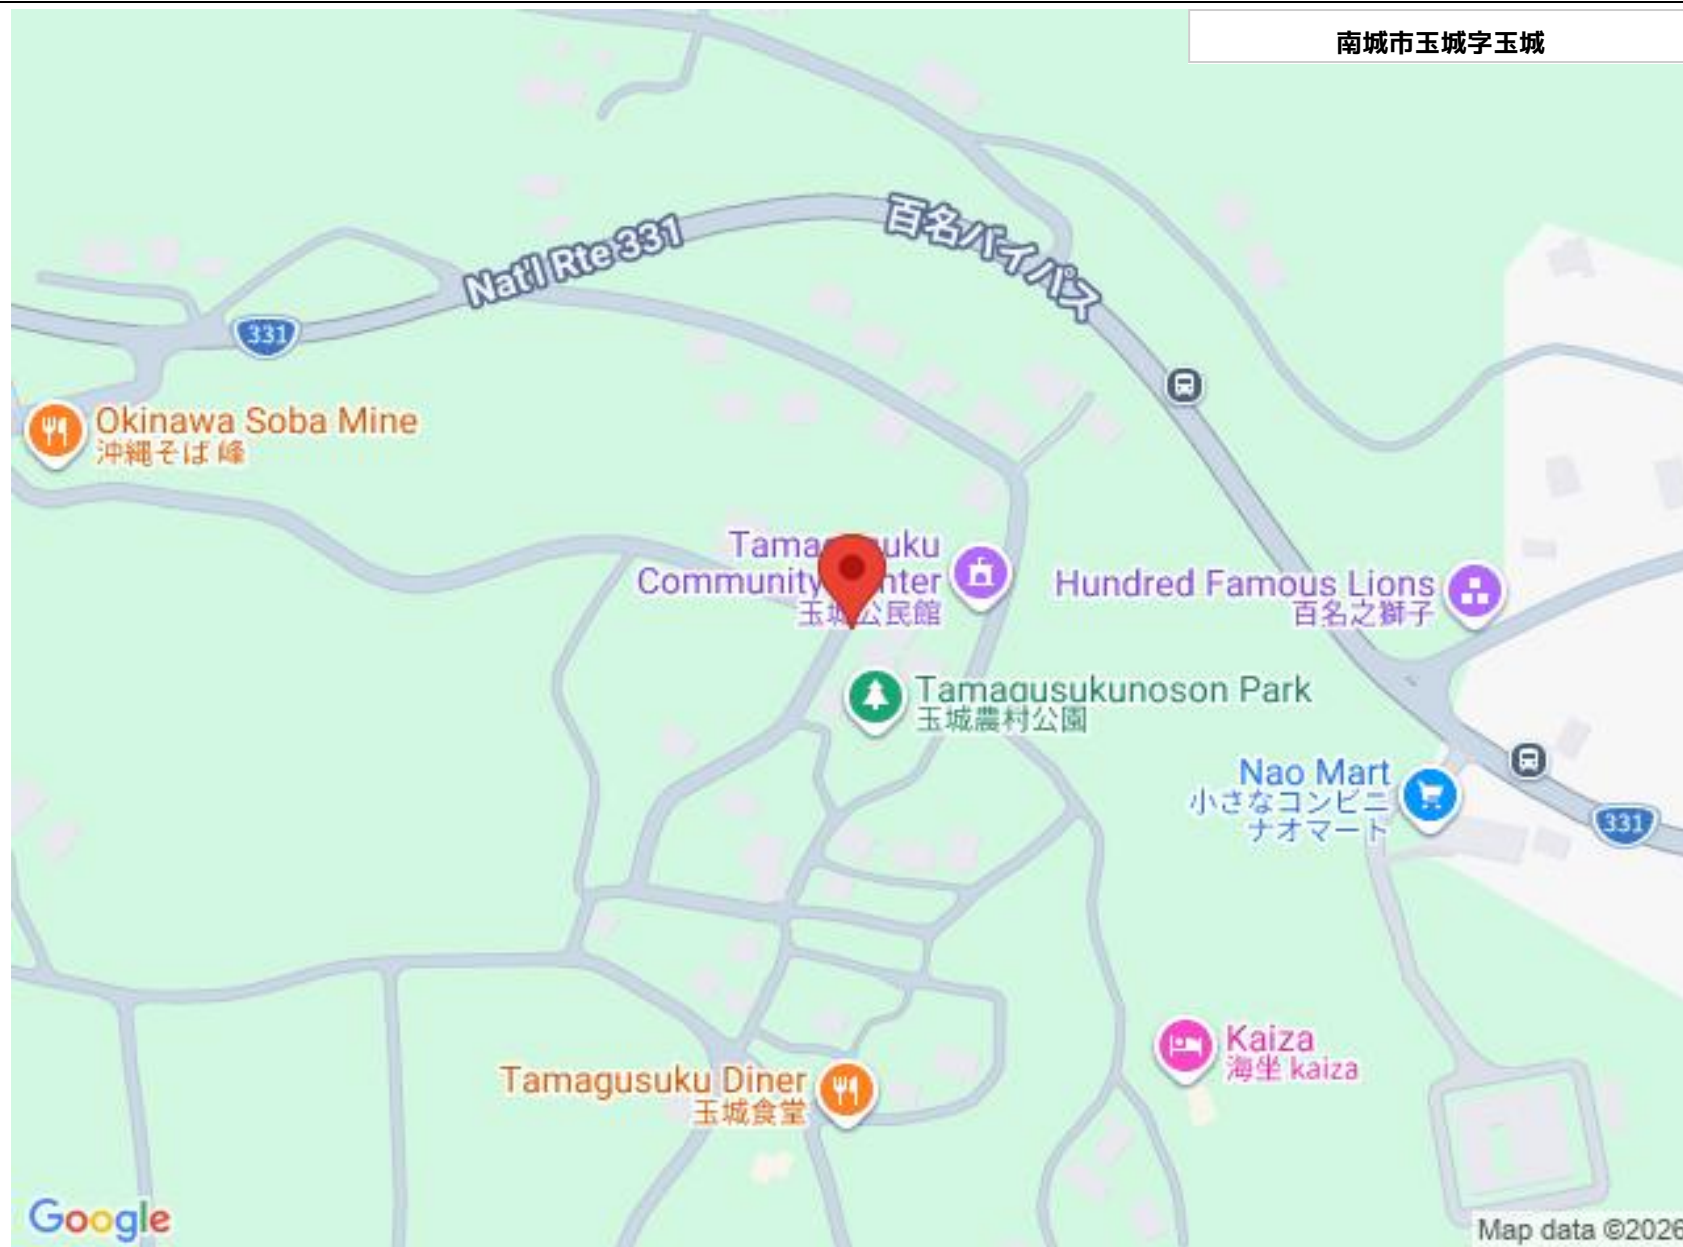 南城市玉城字玉城
百名バイパス
Nat'l Rte 331
331
Okinawa Soba Mine
沖縄そば 峰
Community
玉城公民館
Hundred Famous Lions
百名之獅子
Tamagusukunoson Park
玉城農村公園
Nao Mart
小さなコンビニ
ナオマート
331
Kaiza
海坐 kaiza
Tamagusuku Diner
玉城食堂
Google
Map data ©2026